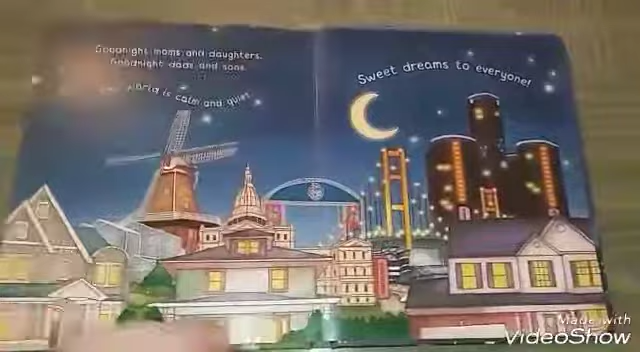 Goodnight moms and daughters.
Goodnight dads and sons.
world is calm and quiet
Sweet dreams to everyone!
Made with
VideoShow